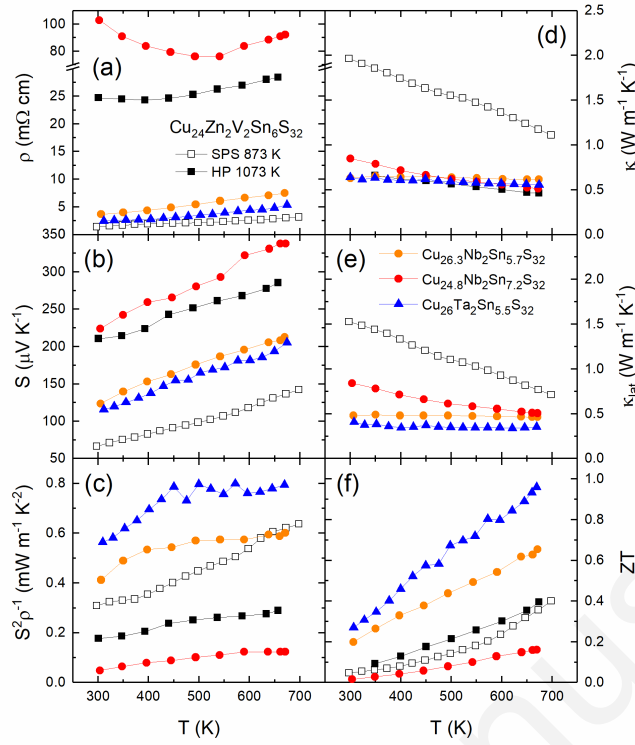 100
80
60
25
15
5
ρ (mΩ cm)
(a)
Cu24Zn2V2Sn6S32
SPS 873 K
HP 1073 K
(d)
2.5
2.0
1.5
1.0
0.5
κ (W m-1 K-1)
350
300
250
200
150
100
50
S (μV K-1)
(b)
(e)
Cu26.3Nb2Sn5.7S32
Cu24.8Nb2Sn7.2S32
Cu26Ta2Sn5.5S32
0.0
2.0
1.5
1.0
0.5
0.0
κlat (W m-1 K-1)
0.8
0.6
0.4
0.2
0.0
S2ρ-1 (mW m-1 K-2)
(c)
(f)
1.0
0.8
0.6
0.4
0.2
0.0
ZT
300 400 500 600 700
300 400 500 600 700
T (K)
T (K)